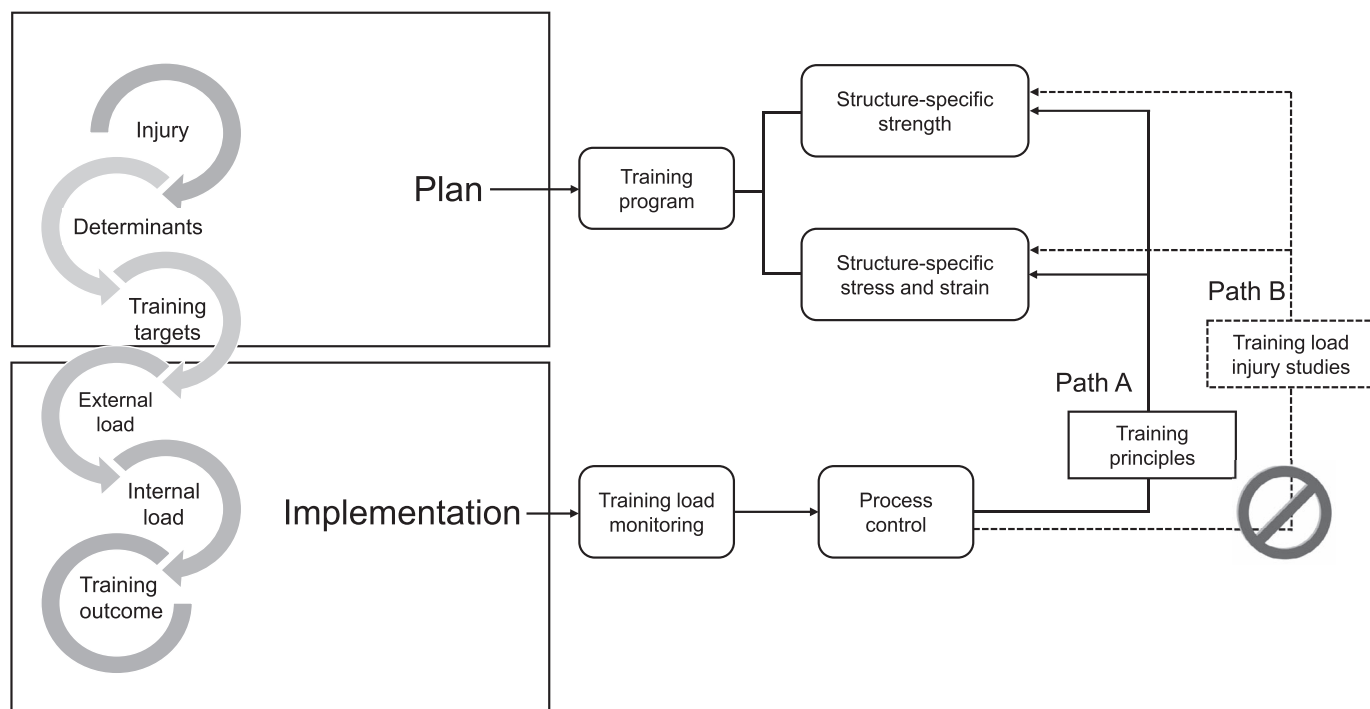 Injury
Determinants
Training
targets
External
load
Internal
load
Training
outcome
Plan
Implementation
Training
program
Structure-specific
strength
Structure-specific
stress and strain
Training load
monitoring
Process
control
Path A
Training
principles
Path B
Training load
injury studies